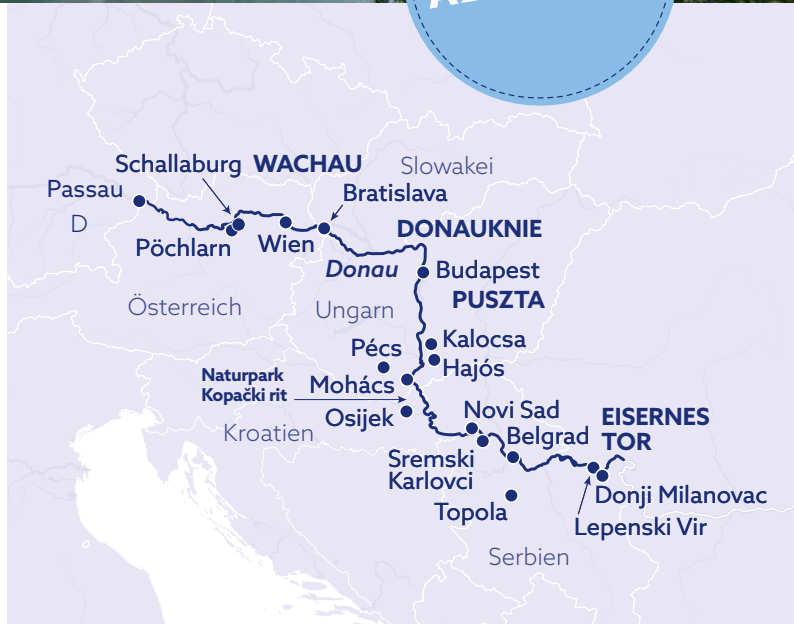 Schallaburg WACHAU
Slowakei
Passau
Bratislava
D
DONAUKNIE
Pöchlarn
Wien
Donau
Budapest
PUSZTA
Österreich
Ungarn
Kalocsa
Pécs
Hajós
Naturpark
Kopački rit
Mohács
Osijek
Novi Sad
EISERNES
TOR
Kroatien
Belgrad
Sremski
Karlovci
Donji Milanovac
Topola
Lepenski Vir
Serbien